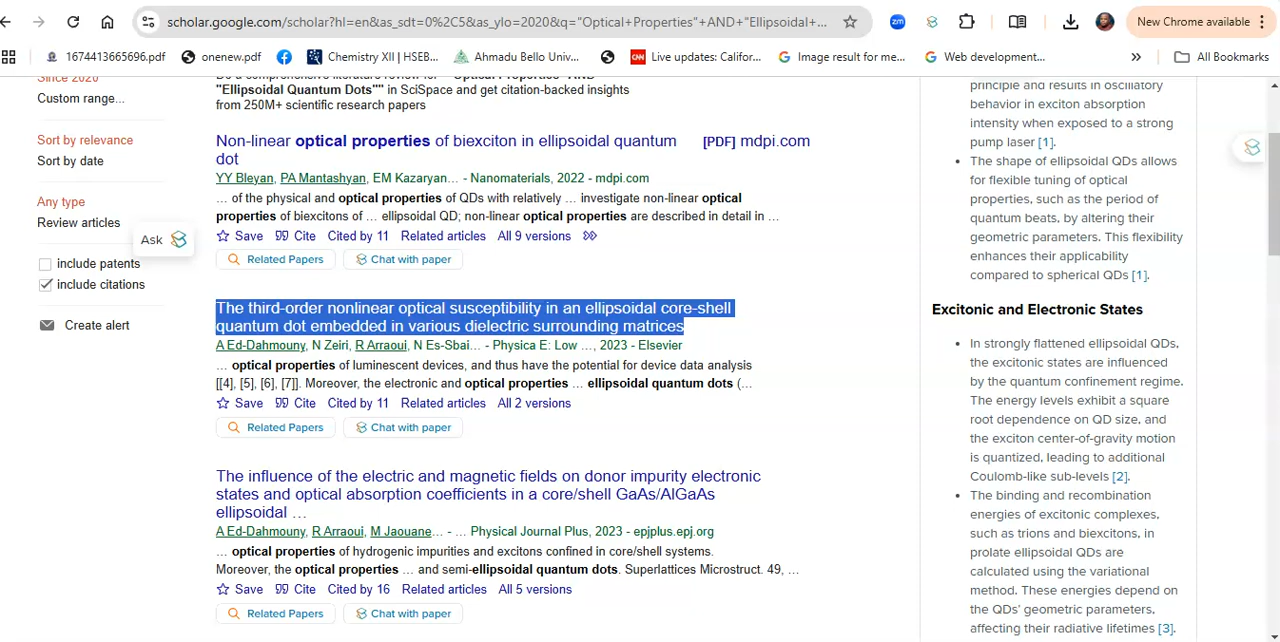 scholar.google.com/scholar?hl=en&as_sdt=0%2C5&as_ylo=2020&q="Optical+Properties"+AND+"Ellipsoidal+...
zm
New Chrome available
1674413665696.pdf
onenew.pdf
Chemistry XII | HSEB...
Ahmadu Bello Univ...
CNN
Live updates: Califor...
Image result for me...
Web development...
»
All Bookmarks
Since 2020
Custom range...
Sort by relevance
Sort by date
Any type
Review articles
Ask
include patents
include citations
Create alert
"Ellipsoidal Quantum Dots"" in SciSpace and get citation-backed insights
from 250M+ scientific research papers
Non-linear optical properties of biexciton in ellipsoidal quantum
dot
[PDF] mdpi.com
YY Bleyan, PA Mantashyan, EM Kazaryan... - Nanomaterials, 2022 - mdpi.com
... of the physical and optical properties of QDs with relatively ... investigate non-linear optical
properties of biexcitons of ... ellipsoidal QD; non-linear optical properties are described in detail in ...
Save Cite Cited by 11 Related articles All 9 versions
Related Papers Chat with paper
The third-order nonlinear optical susceptibility in an ellipsoidal core-shell
quantum dot embedded in various dielectric surrounding matrices
A Ed-Dahmouny, N Zeiri, R Arraoui, N Es-Sbai... - Physica E: Low ..., 2023 - Elsevier
... optical properties of luminescent devices, and thus have the potential for device data analysis
[[4], [5], [6], [7]]. Moreover, the electronic and optical properties ... ellipsoidal quantum dots (...
Save Cite Cited by 11 Related articles All 2 versions
Related Papers Chat with paper
The influence of the electric and magnetic fields on donor impurity electronic
states and optical absorption coefficients in a core/shell GaAs/AlGaAs
ellipsoidal ...
A Ed-Dahmouny, R Arraoui, M Jaouane... - ... Physical Journal Plus, 2023 - epjplus.epj.org
... optical properties of hydrogenic impurities and excitons confined in core/shell systems.
Moreover, the optical properties ... and semi-ellipsoidal quantum dots. Superlattices Microstruct. 49, ...
Save Cite Cited by 16 Related articles All 5 versions
Related Papers Chat with paper
principle and results in oscillatory
behavior in exciton absorption
intensity when exposed to a strong
pump laser [1].
• The shape of ellipsoidal QDs allows
for flexible tuning of optical
properties, such as the period of
quantum beats, by altering their
geometric parameters. This flexibility
enhances their applicability
compared to spherical QDs [1].
Excitonic and Electronic States
• In strongly flattened ellipsoidal QDs,
the excitonic states are influenced
by the quantum confinement regime.
The energy levels exhibit a square
root dependence on QD size, and
the exciton center-of-gravity motion
is quantized, leading to additional
Coulomb-like sub-levels [2].
• The binding and recombination
energies of excitonic complexes,
such as trions and biexcitons, in
prolate ellipsoidal QDs are
calculated using the variational
method. These energies depend on
the QDs' geometric parameters,
affecting their radiative lifetimes [3].